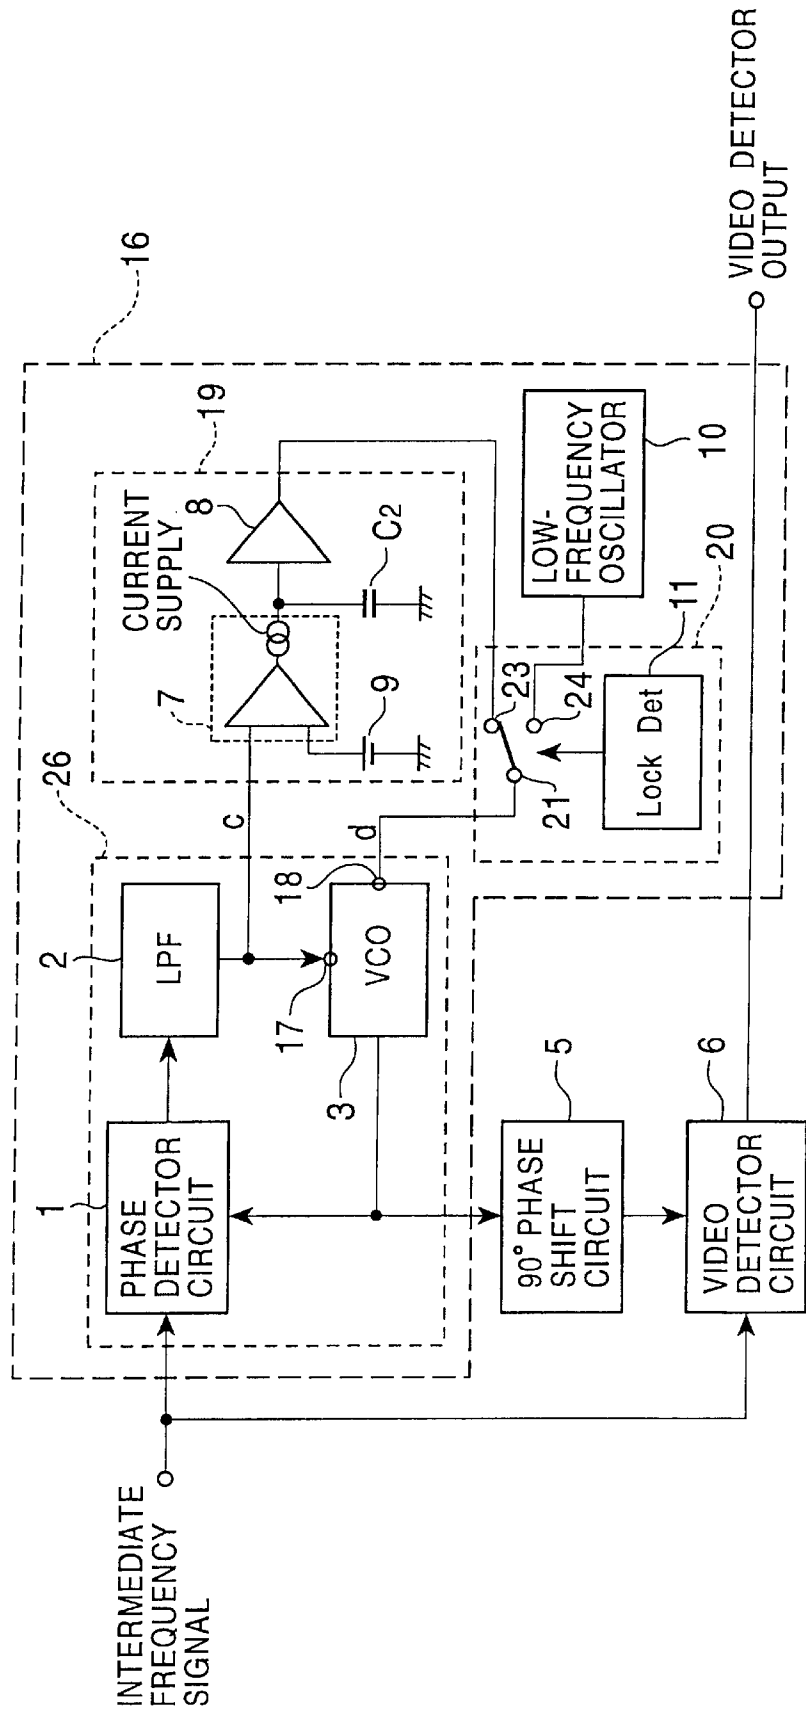 16
19
CURRENT
SUPPLY
8
C2
7
9
26
2
LPF
c
1
PHASE
DETECTOR
CIRCUIT
17
VCO
18
3
d
23
21
24
LOW-
FREQUENCY
OSCILLATOR
10
20
11
Lock Det
INTERMEDIATE
FREQUENCY
SIGNAL
5
90° PHASE
SHIFT
CIRCUIT
6
VIDEO
DETECTOR
CIRCUIT
VIDEO DETECTOR
OUTPUT